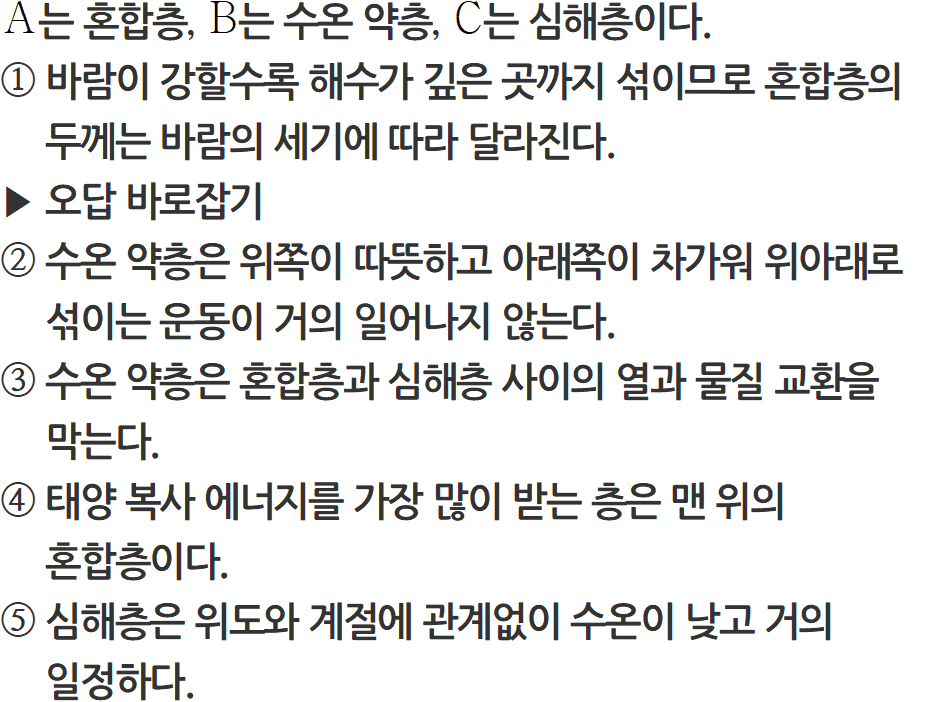 A는 혼합층, B는 수온 약층, C는 심해층이다.
① 바람이 강할수록 해수가 깊은 곳까지 섞이므로 혼합층의
두께는 바람의 세기에 따라 달라진다.
▶ 오답 바로잡기
② 수온 약층은 위쪽이 따뜻하고 아래쪽이 차가워 위아래로
섞이는 운동이 거의 일어나지 않는다.
③ 수온 약층은 혼합층과 심해층 사이의 열과 물질 교환을
막는다.
④ 태양 복사 에너지를 가장 많이 받는 층은 맨 위의
혼합층이다.
⑤ 심해층은 위도와 계절에 관계없이 수온이 낮고 거의
일정하다.